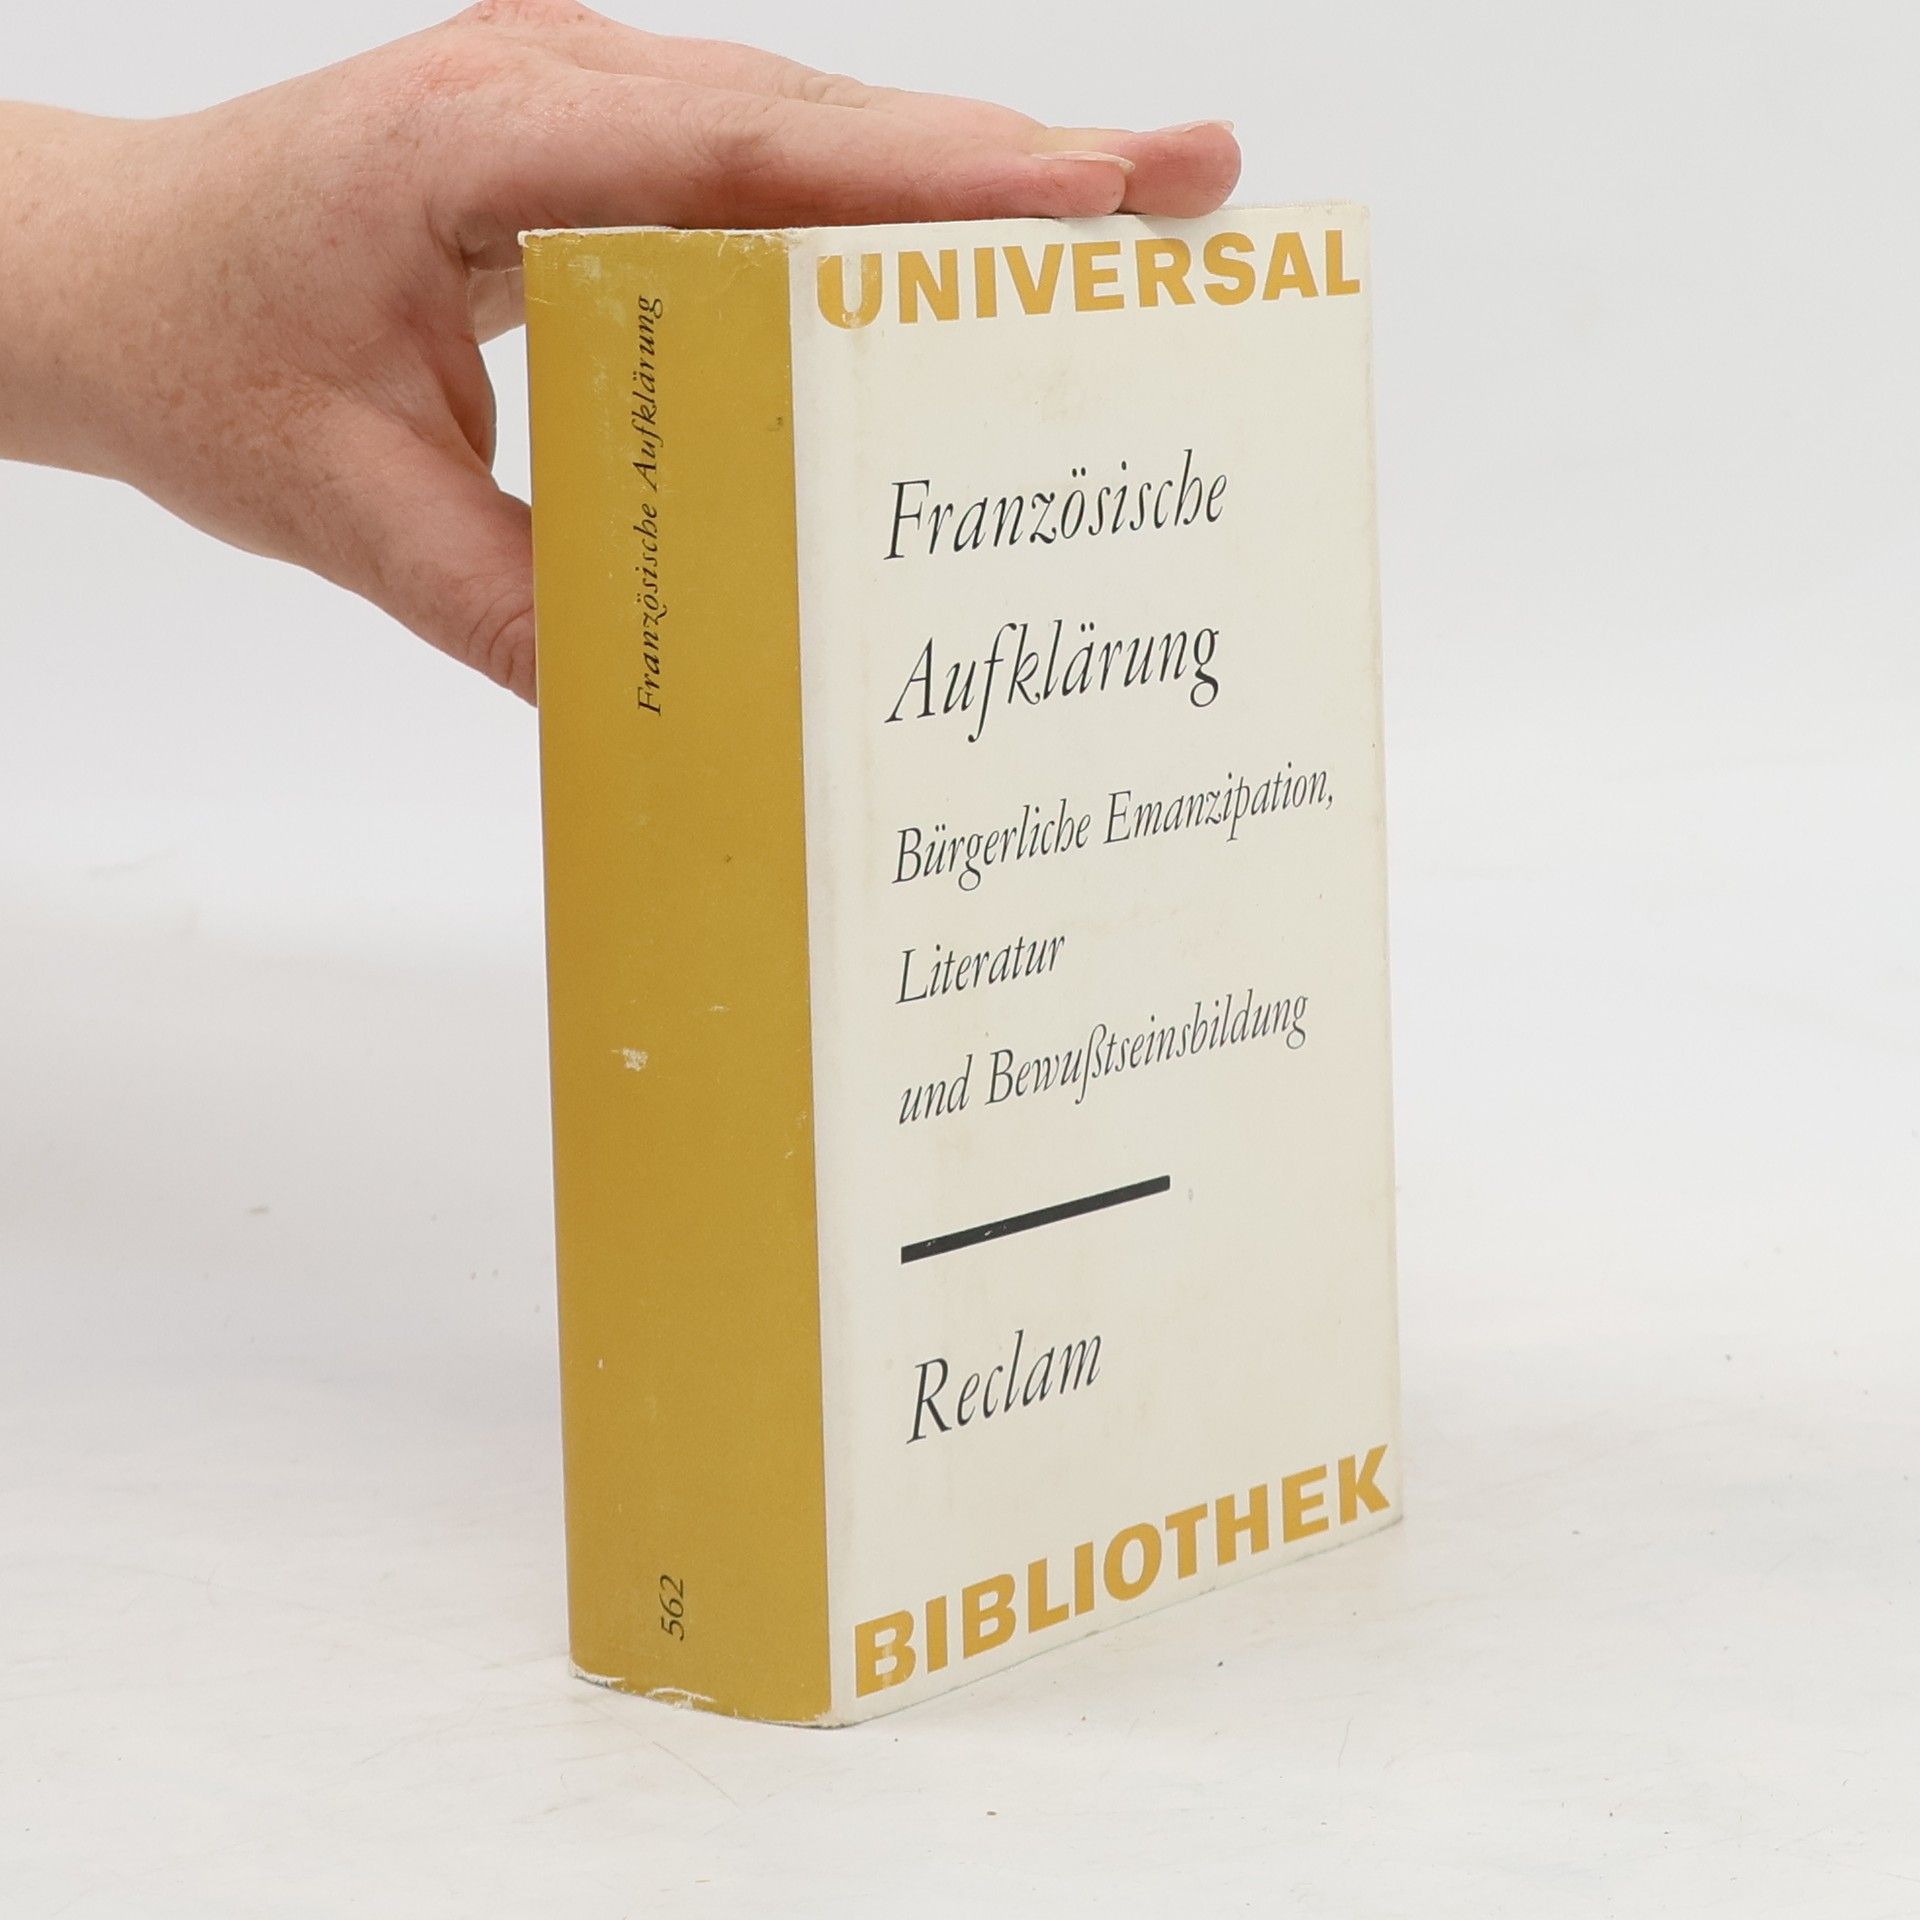 Französische Aufklärung
562
UNIVERSAL
Französische
Aufklärung
Bürgerliche Emanzipation,
Literatur
und Bewußtseinsbildung
Reclam
BIBLIOTHEK